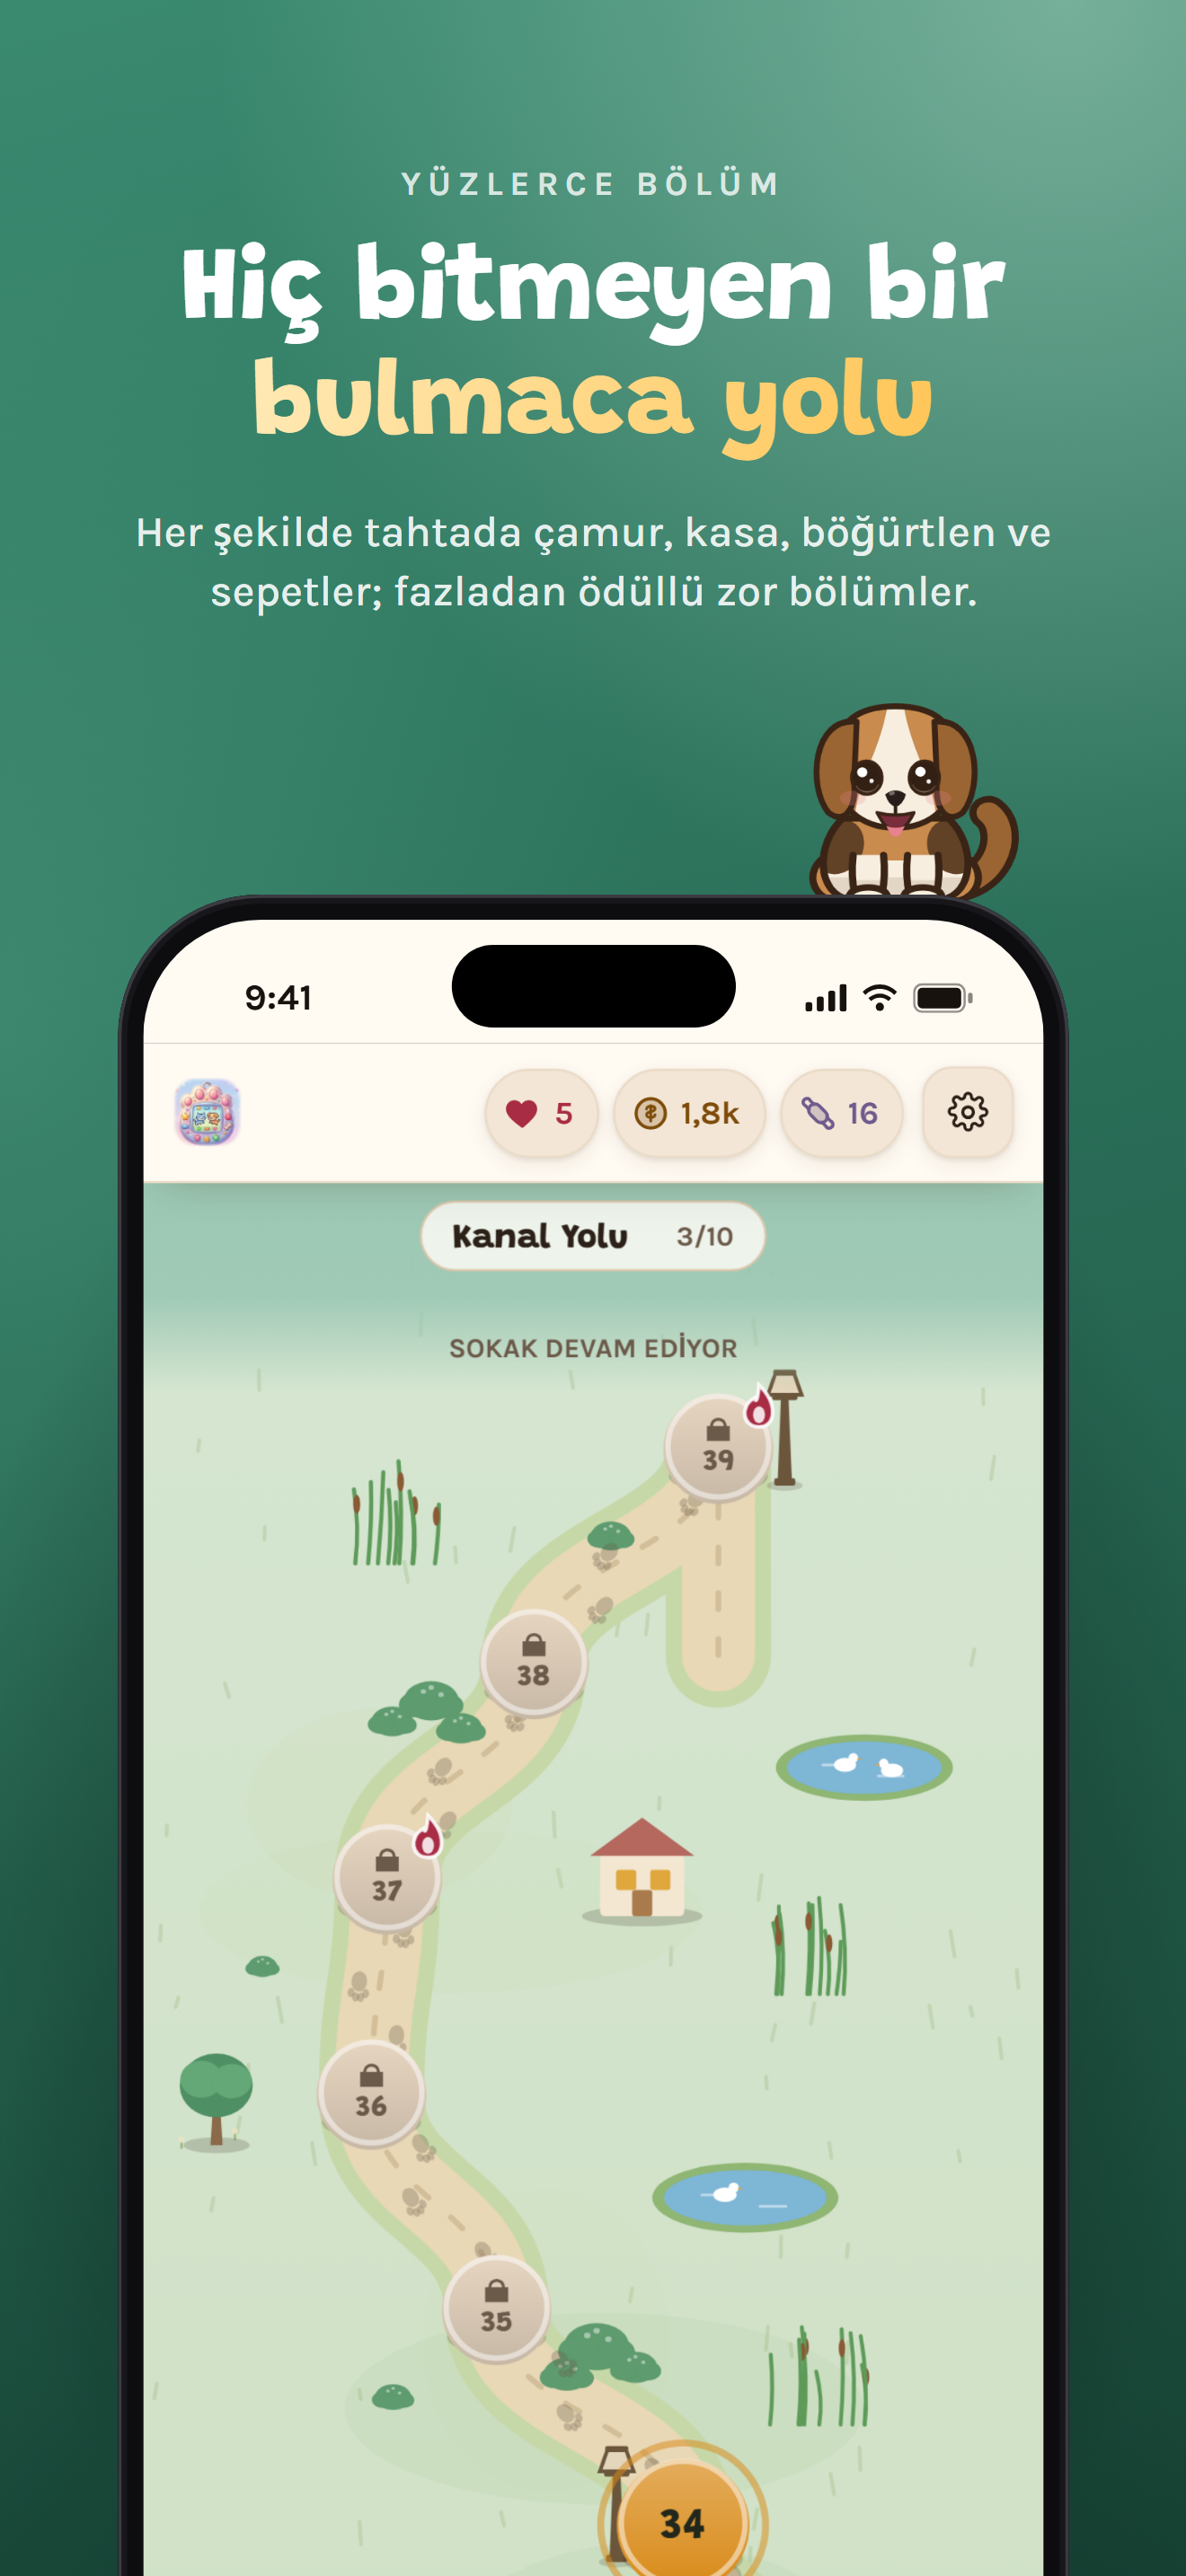 YÜZLERCE BÖLÜM
Hiç bitmeyen bir
bulmaca yolu
Her şekilde tahtada çamur, kasa, böğürtlen ve
sepetler; fazladan ödüllü zor bölümler.
9:41
5 1,8k 16
Kanal Yolu 3/10
SOKAK DEVAM EDİYOR
39
38
37
36
35
34